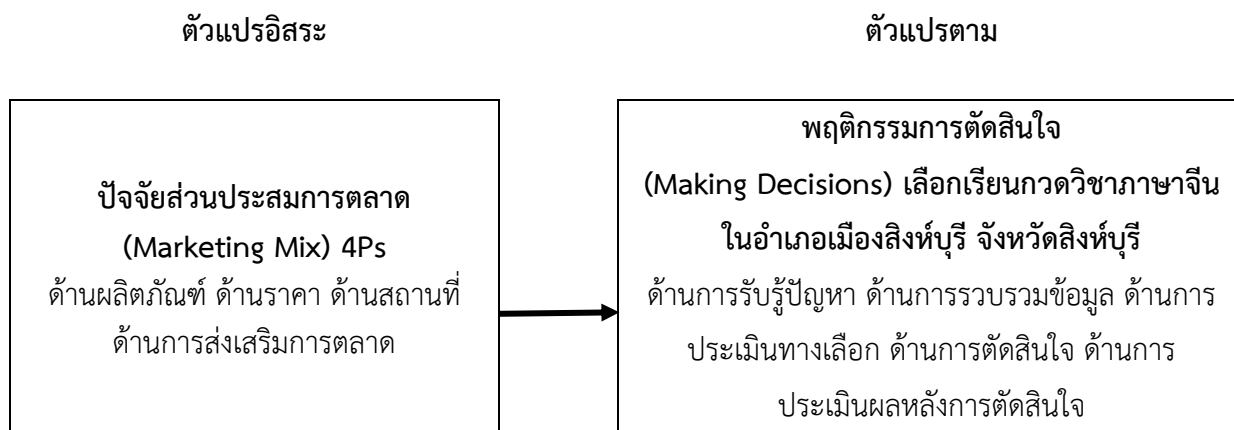 ตัวแปรอิสระ
ตัวแปรตาม
ปัจจัยส่วนประสมการตลาด
(Marketing Mix) 4Ps
ด้านผลิตภัณฑ์ ด้านราคา ด้านสถานที่
ด้านการส่งเสริมการตลาด
พฤติกรรมการตัดสินใจ
(Making Decisions) เลือกเรียนกวดวิชาภาษาจีน
ในอำเภอเมืองสิงห์บุรี จังหวัดสิงห์บุรี
ด้านการรับรู้ปัญหา ด้านการรวบรวมข้อมูล ด้านการ
ประเมินทางเลือก ด้านการตัดสินใจ ด้านการ
ประเมินผลหลังการตัดสินใจ